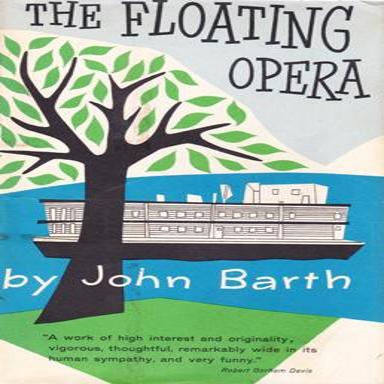 THE FLOATING
OPERA
by John Barth
"A work of high interest and originality,
vigorous, thoughtful, remarkably wide in its
human sympathy, and very funny."
Robert Gorham Davis